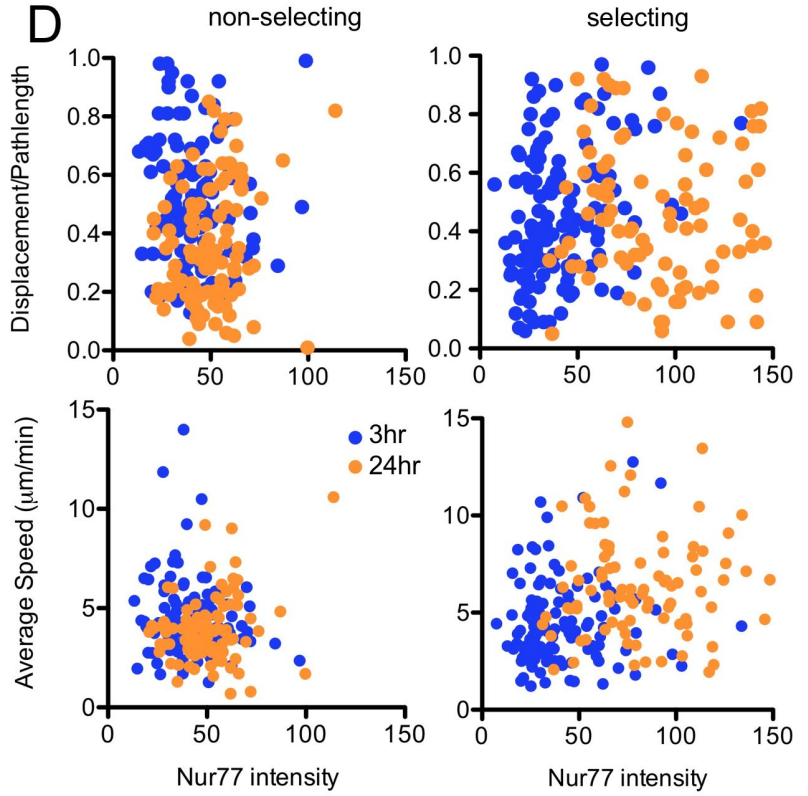 D
non-selecting
selecting
Displacement/Pathlength
1.0
0.8
0.6
0.4
0.2
0.0
0 50 100 150
1.0
0.8
0.6
0.4
0.2
0.0
0 50 100 150
Average Speed (μm/min)
15
10
5
0
0 50 100 150
3hr
24hr
15
10
5
0
0 50 100 150
Nur77 intensity
Nur77 intensity